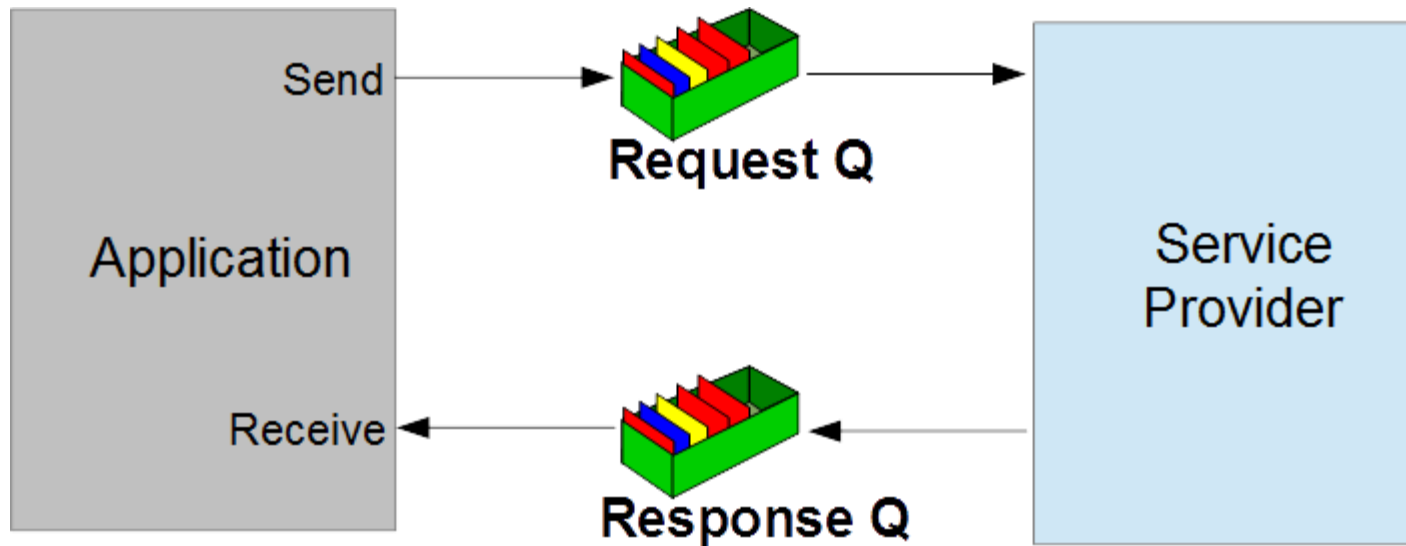 Send
Request Q
Application
Service
Provider
Receive
Response Q